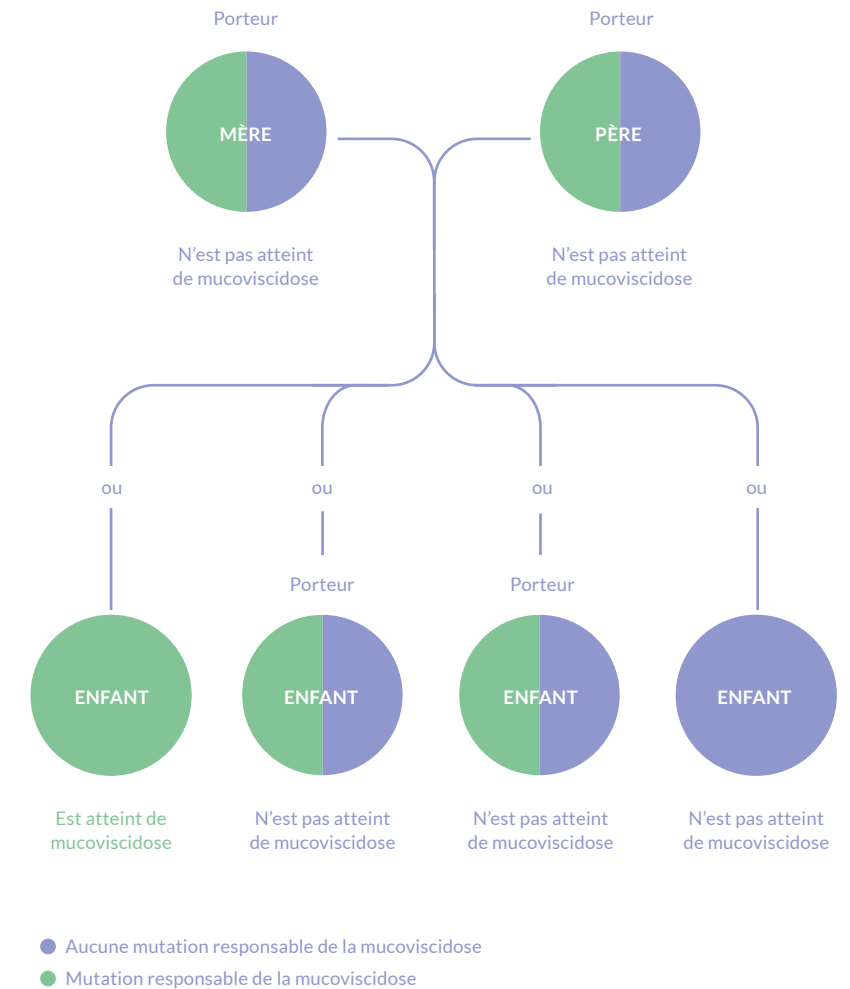 Porteur
Porteur
MÈRE
PÈRE
N’est pas atteint
de mucoviscidose
N’est pas atteint
de mucoviscidose
ou
ou
ou
ou
Porteur
Porteur
ENFANT
ENFANT
ENFANT
ENFANT
Est atteint de
mucoviscidose
N’est pas atteint
de mucoviscidose
N’est pas atteint
de mucoviscidose
N’est pas atteint
de mucoviscidose
Aucune mutation responsable de la mucoviscidose
Mutation responsable de la mucoviscidose